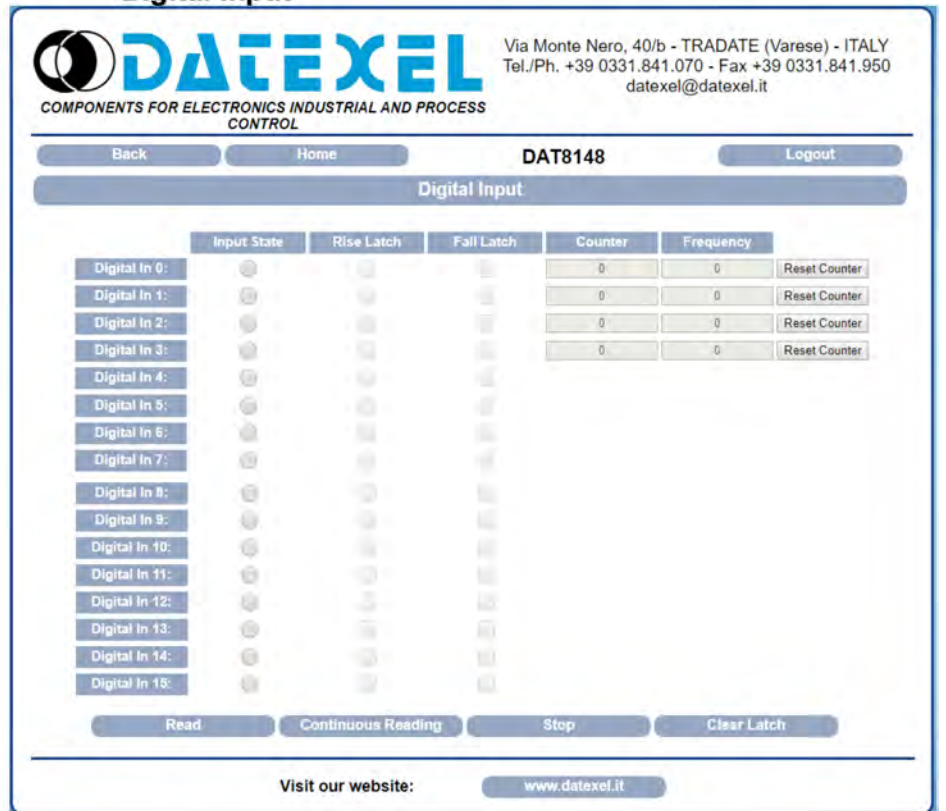 Digital Input
DATEXEL
COMPONENTS FOR ELECTRONICS INDUSTRIAL AND PROCESS
CONTROL
Via Monte Nero, 40/b - TRADATE (Varese) - ITALY
Tel./Ph. +39 0331.841.070 - Fax +39 0331.841.950
datexel@datexel.it
Back Home DAT8148 Logout
Digital Input
Input State Rise Latch Fall Latch Counter Frequency
Digital In 0: 0 0 Reset Counter
Digital In 1: 0 0 Reset Counter
Digital In 2: 0 0 Reset Counter
Digital In 3: 0 0 Reset Counter
Digital In 4:
Digital In 5:
Digital In 6:
Digital In 7:
Digital In 8:
Digital In 9:
Digital In 10:
Digital In 11:
Digital In 12:
Digital In 13:
Digital In 14:
Digital In 15:
Read Continuous Reading Stop Clear Latch
Visit our website: www.datexel.it